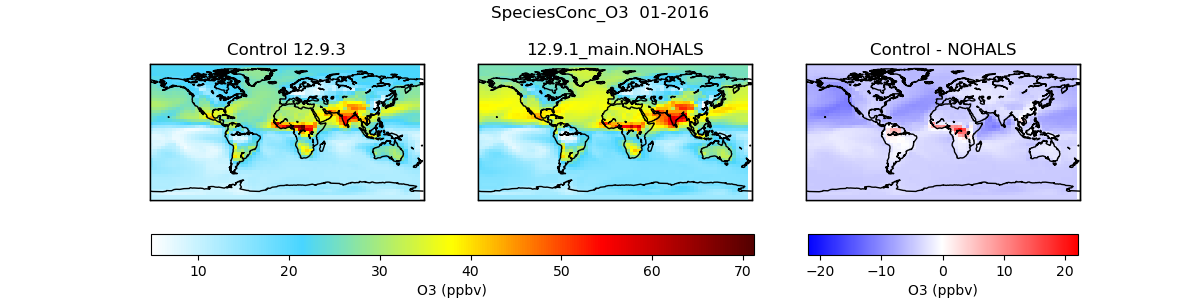 SpeciesConc_O3  01-2016
Control 12.9.3
12.9.1_main.NOHALS
Control - NOHALS
10 20 30 40 50 60 70
O3 (ppbv)
−20 −10 0 10 20
O3 (ppbv)